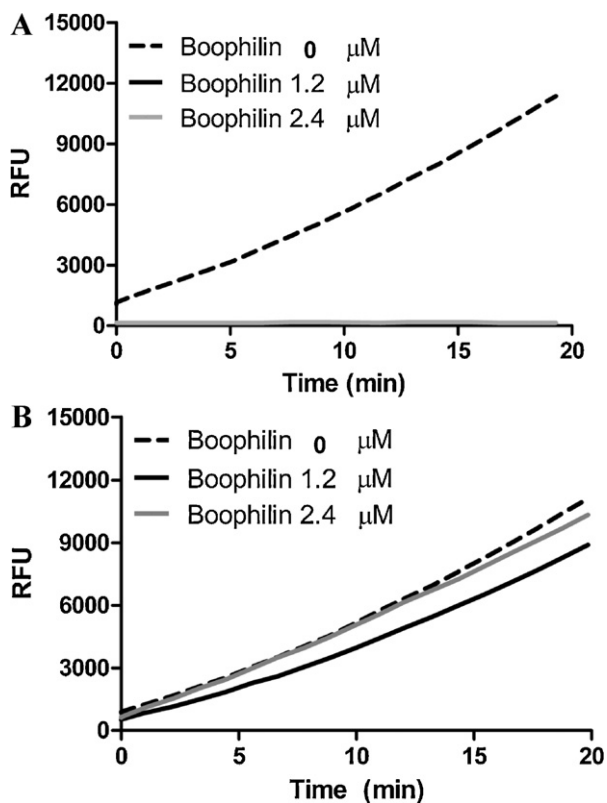 A
15000
12000
9000
6000
3000
0
RFU
Boophilin 0 μM
Boophilin 1.2 μM
Boophilin 2.4 μM
0 5 10 15 20
Time (min)
B
15000
12000
9000
6000
3000
0
RFU
Boophilin 0 μM
Boophilin 1.2 μM
Boophilin 2.4 μM
0 5 10 15 20
Time (min)